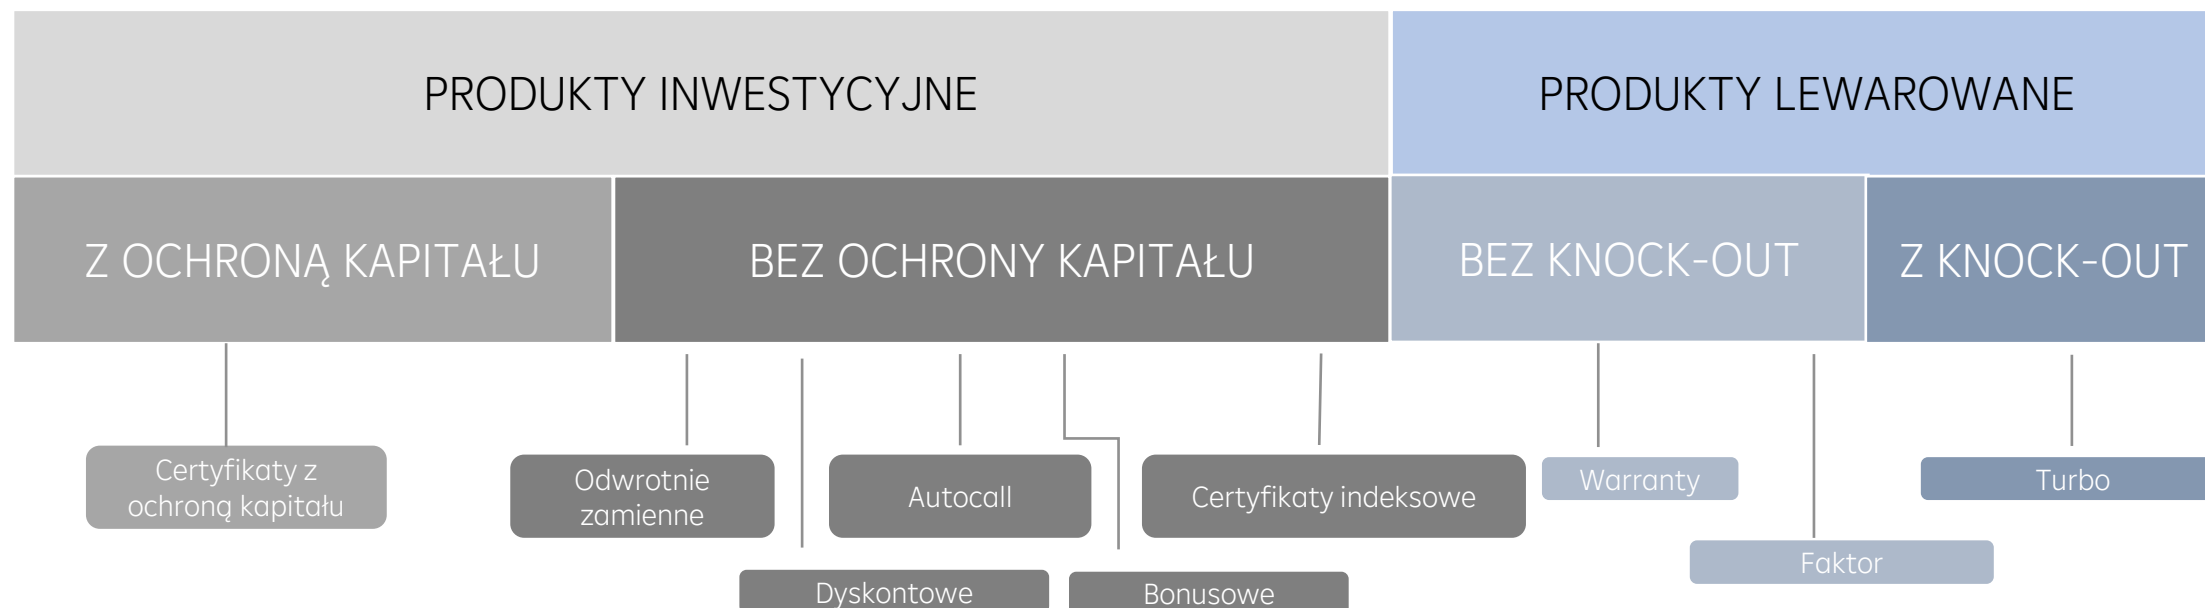 PRODUKTY INWESTYCYJNE
PRODUKTY LEWAROWANE
Z OCHRONĄ KAPITAŁU
BEZ OCHRONY KAPITAŁU
BEZ KNOCK-OUT
Z KNOCK-OUT
Certyfikaty z
ochroną kapitału
Odwrotnie
zamienne
Autocall
Certyfikaty indeksowe
Warranty
Turbo
Faktor
Dyskontowe
Bonusowe